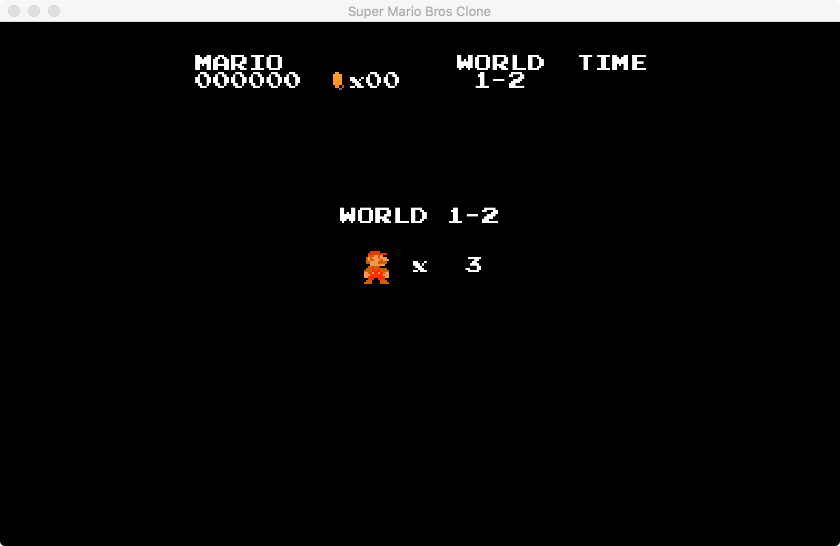 Super Mario Bros Clone
MARIO WORLD TIME
000000 x00 1-2
WORLD 1-2
x 3